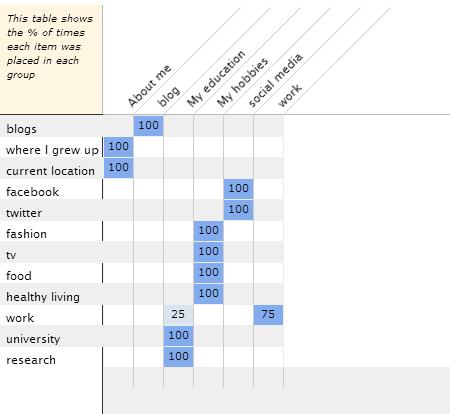 This table shows
the % of times
each item was
placed in each
group
About me
blog
My education
My hobbies
social media
work
blogs 100
where I grew up 100
current location 100
facebook 100
twitter 100
fashion 100
tv 100
food 100
healthy living 100
work 25 75
university 100
research 100